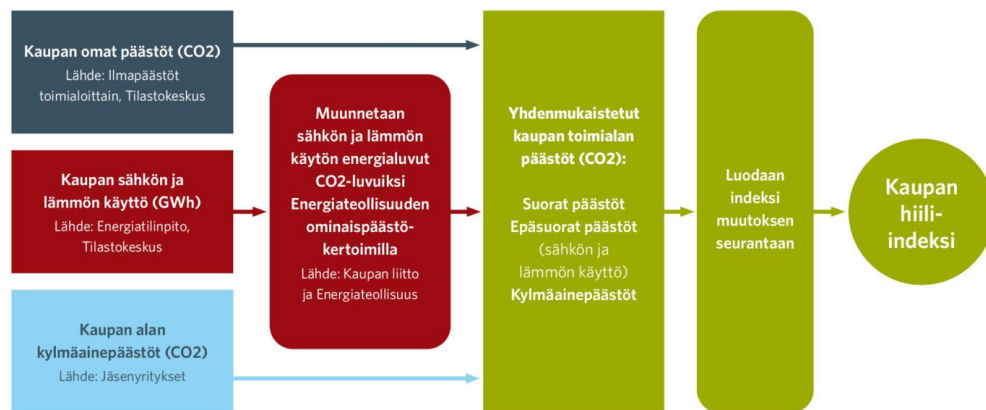 Kaupan omat päästöt (CO2)
Lähde: Ilmapäästöt
toimialoittain, Tilastokeskus
Kaupan sähkön ja
lämmön käyttö (GWh)
Lähde: Energiatilinpito,
Tilastokeskus
Kaupan alan
kylmäainepäästöt (CO2)
Lähde: Jäsenyritykset
Muunnetaan
sähkön ja lämmön
käytön energialuvut
CO2-luvuiksi
Energiateollisuuden
ominaispäästö-
kertoimilla
Lähde: Kaupan liitto
ja Energiateollisuus
Yhdenmukaistetut
kaupan toimialan
päästöt (CO2):
Suorat päästöt
Epäsuorat päästöt
(sähkön ja
lämmön käyttö)
Kylmäainepäästöt
Luodaan
indeksi
muutoksen
seurantaan
Kaupan
hiili-
indeksi